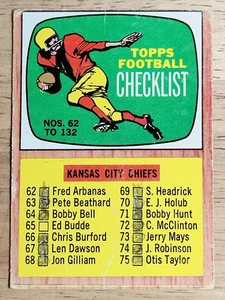 TOPPS
FOOTBALL
CHECKLIST
NOS. 62
TO 132
KANSAS CITY CHIEFS
62 Fred Arbanas
63 Pete Beathard
64 Bobby Bell
65 Ed Budde
66 Chris Burford
67 Len Dawson
68 Jon Gilliam
69 S. Headrick
70 E. J. Holub
71 Bobby Hunt
72 C. McClinton
73 Jerry Mays
74 J. Robinson
75 Otis Taylor